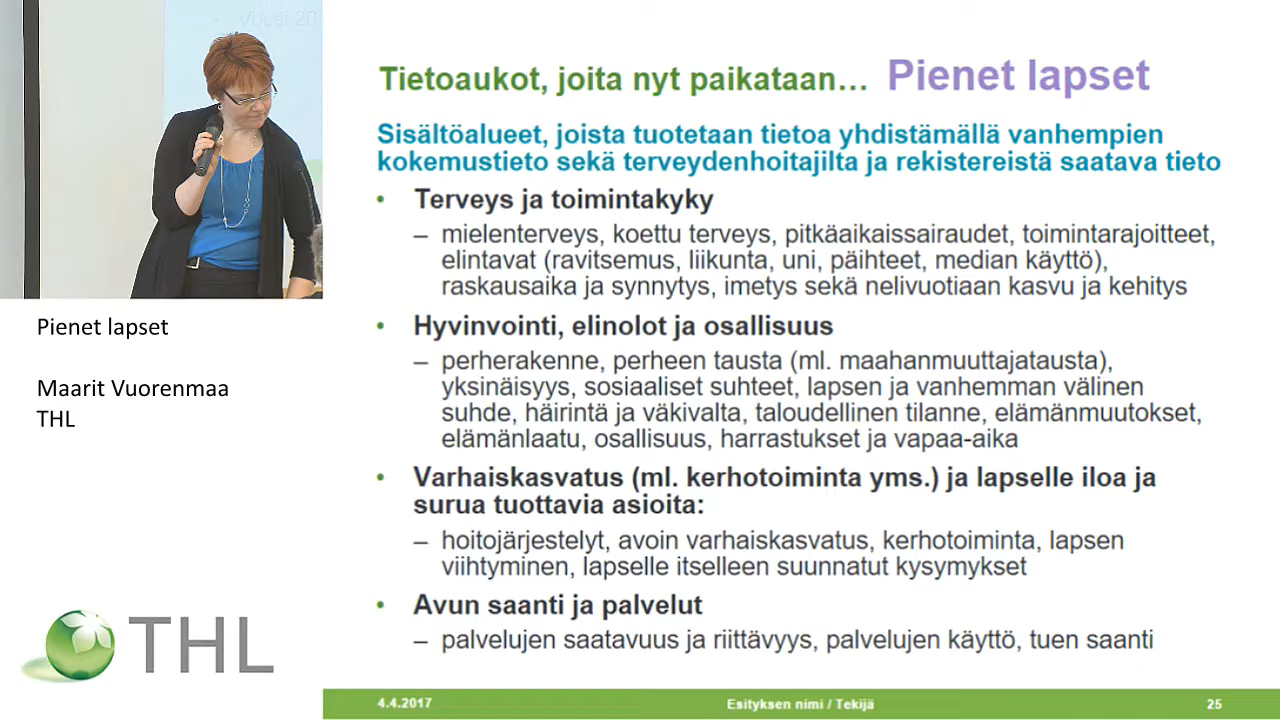 Vuosi 201
Tietoaukot, joita nyt paikataan... Pienet lapset
Sisältöalueet, joista tuotetaan tietoa yhdistämällä vanhempien
kokemustieto sekä terveydenhoitajilta ja rekistereistä saatava tieto
• Terveys ja toimintakyky
– mielenterveys, koettu terveys, pitkäaikaissairaudet, toimintarajoitteet,
elintavat (ravitsemus, liikunta, uni, päihteet, median käyttö),
raskausaika ja synnytys, imetys sekä nelivuotiaan kasvu ja kehitys
• Hyvinvointi, elinolot ja osallisuus
– perherakenne, perheen tausta (ml. maahanmuuttajatausta),
yksinäisyys, sosiaaliset suhteet, lapsen ja vanhemman välinen
suhde, häirintä ja väkivalta, taloudellinen tilanne, elämänmuutokset,
elämänlaatu, osallisuus, harrastukset ja vapaa-aika
• Varhaiskasvatus (ml. kerhotoiminta yms.) ja lapselle iloa ja
surua tuottavia asioita:
– hoitojärjestelyt, avoin varhaiskasvatus, kerhotoiminta, lapsen
viihtyminen, lapselle itselleen suunnatut kysymykset
• Avun saanti ja palvelut
– palvelujen saatavuus ja riittävyys, palvelujen käyttö, tuen saanti
4.4.2017 Esityksen nimi / Tekijä 25
Pienet lapset
Maarit Vuorenmaa
THL
THL